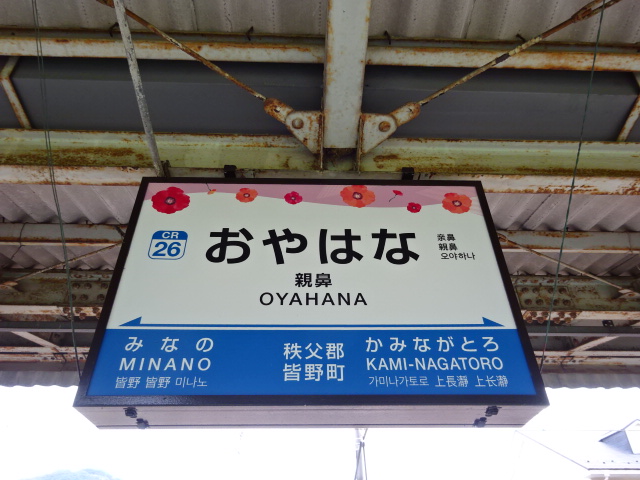 CR
26
おやはな
亲鼻
親鼻
오야하나
親鼻
OYAHANA
みなの
MINANO
皆野 皆野 미나노
秩父郡
皆野町
かみながとろ
KAMI-NAGATORO
가미나가토로 上長瀞 上长瀞